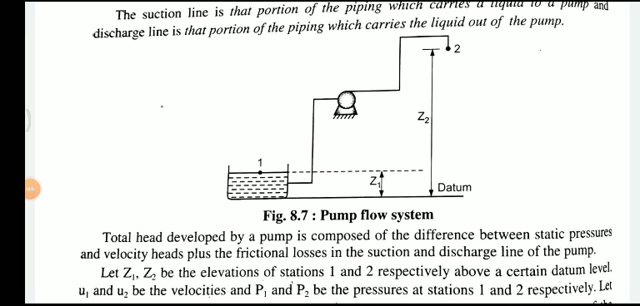 The suction line is that portion of the piping which carries a liquid to a pump and
discharge line is that portion of the piping which carries the liquid out of the pump.
2
Z₂
1
Z₁
Datum
Fig. 8.7 : Pump flow system
Total head developed by a pump is composed of the difference between static pressures
and velocity heads plus the frictional losses in the suction and discharge line of the pump.
Let Z₁, Z₂ be the elevations of stations 1 and 2 respectively above a certain datum level.
u₁ and u₂ be the velocities and P₁ and P₂ be the pressures at stations 1 and 2 respectively. Let